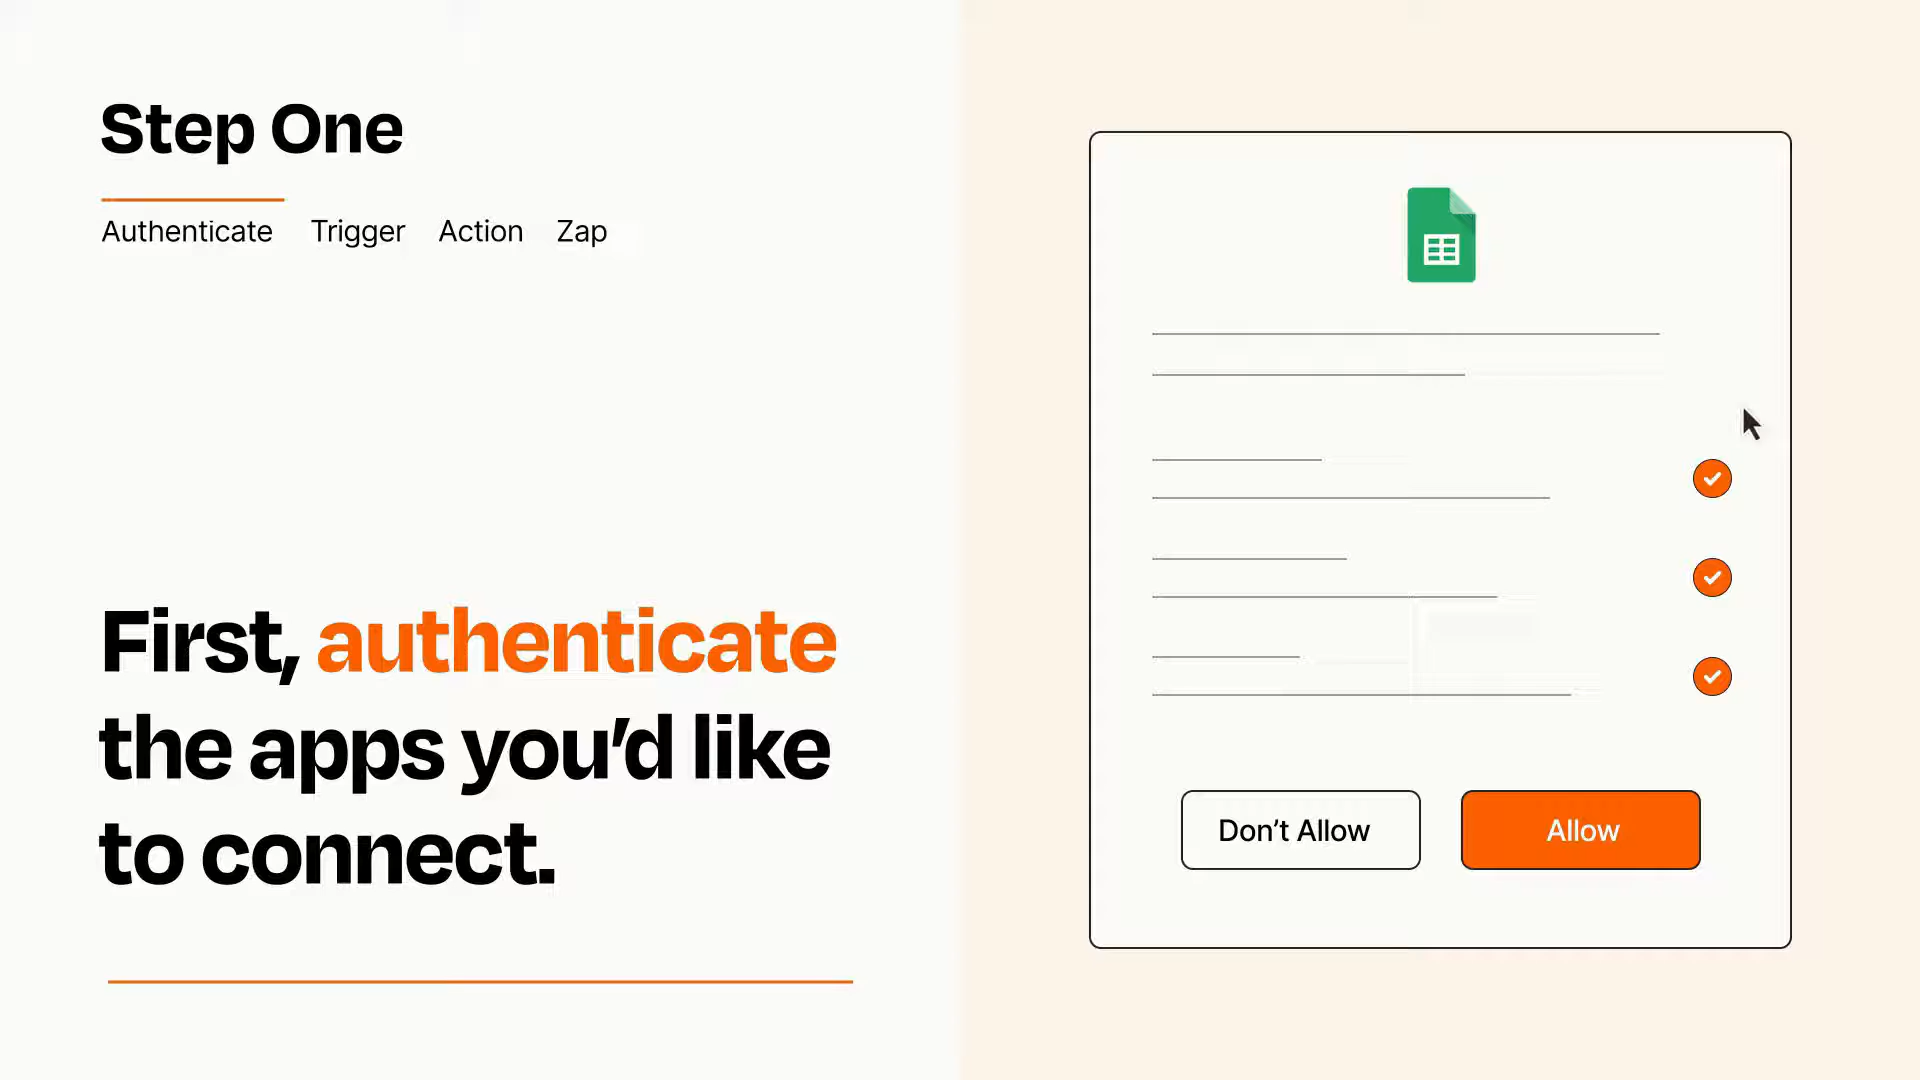 Step One
Authenticate Trigger Action Zap
First, authenticate
the apps you’d like
to connect.
Don’t Allow
Allow